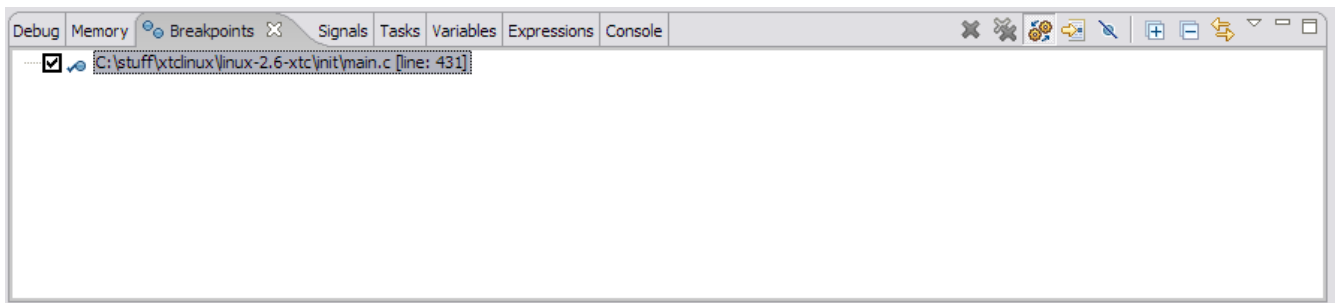 Debug Memory Breakpoints Signals Tasks Variables Expressions Console
C:\stuff\xtclinux\linux-2.6-xtc\init\main.c [line: 431]